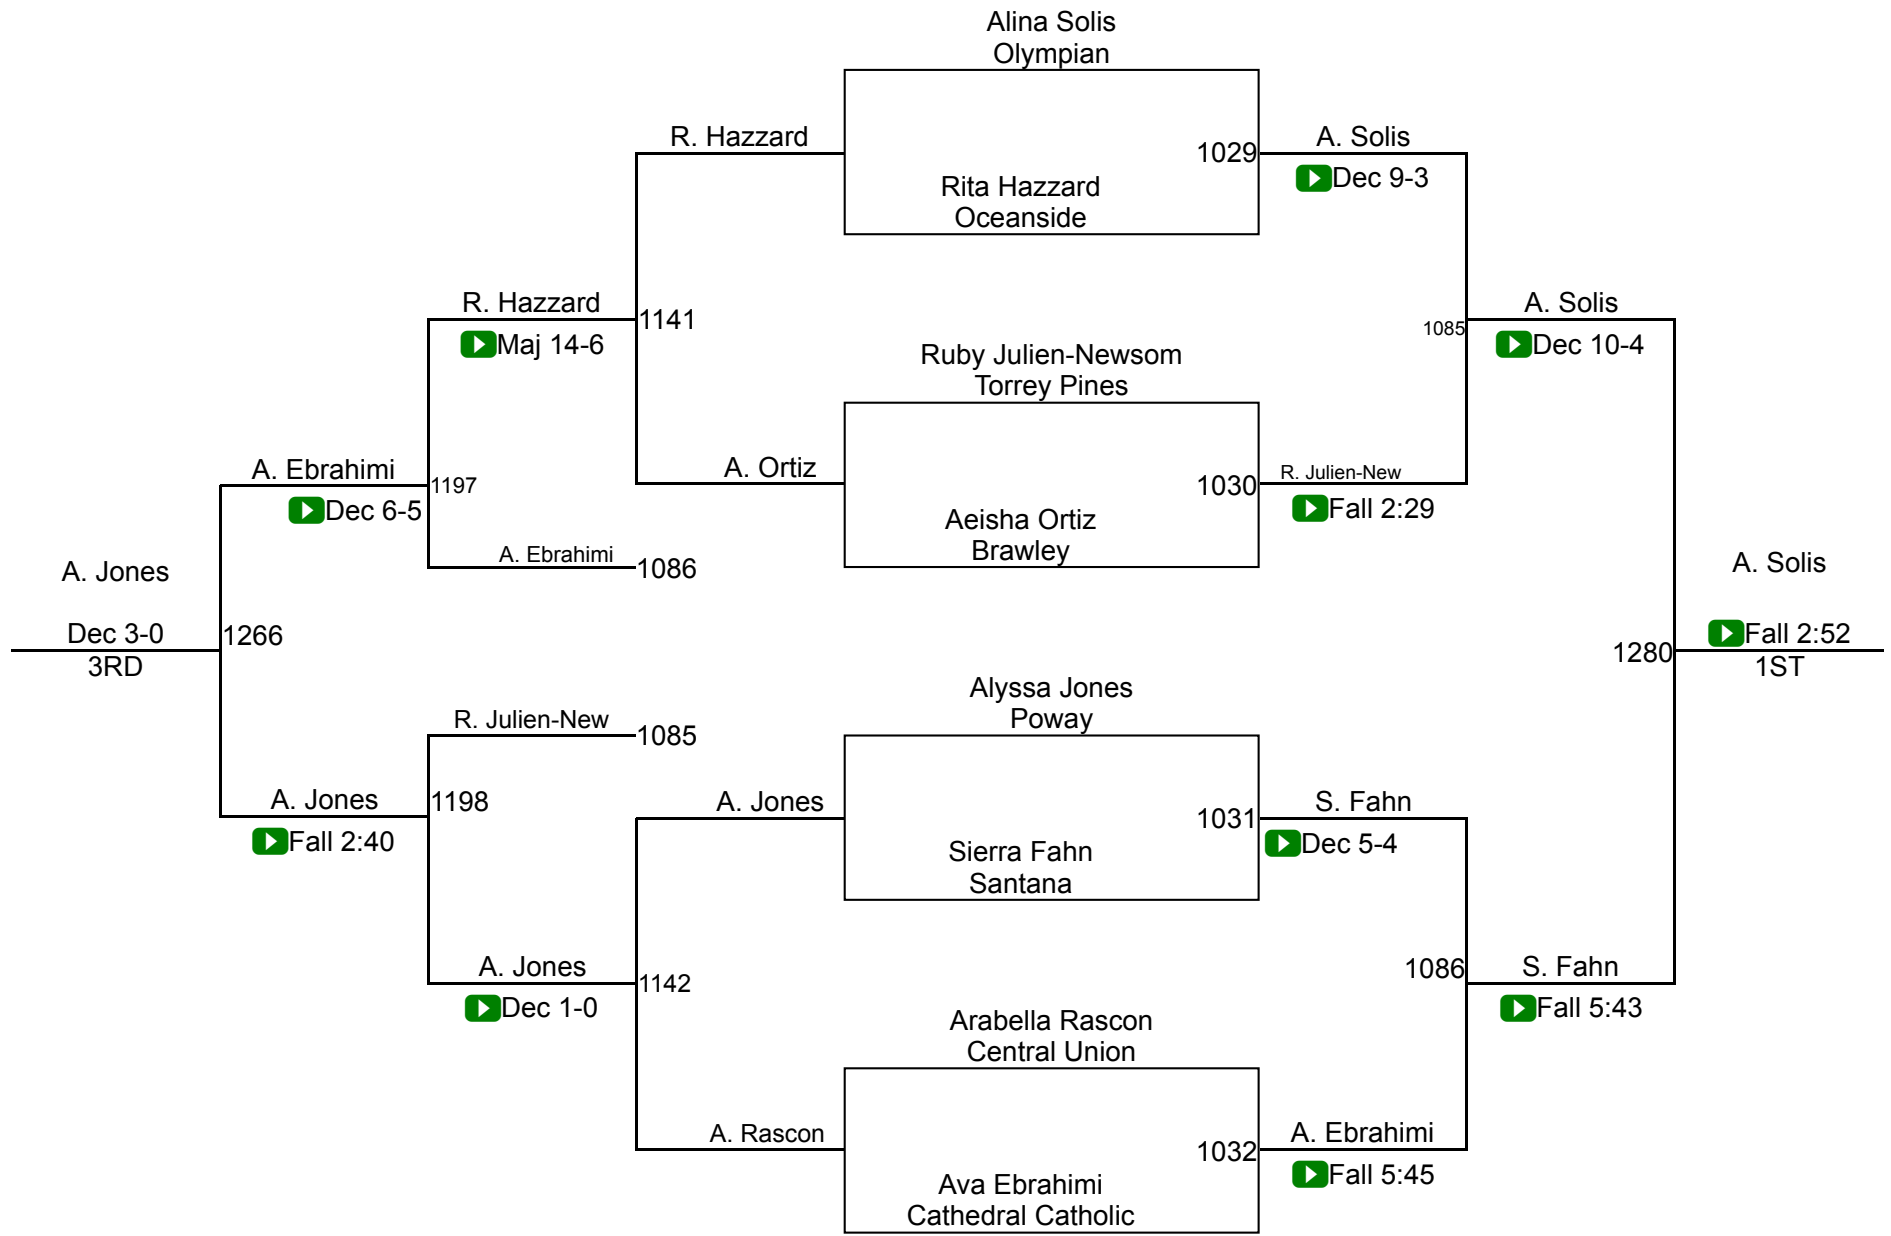 Alina Solis
Olympian
R. Hazzard
1029
A. Solis
Dec 9-3
Rita Hazzard
Oceanside
R. Hazzard
1141
Maj 14-6
1085
A. Solis
Dec 10-4
Ruby Julien-Newsom
Torrey Pines
A. Ebrahimi
1197
Dec 6-5
A. Ortiz
1030
R. Julien-New
Fall 2:29
Aeisha Ortiz
Brawley
A. Ebrahimi
1086
A. Jones
Dec 3-0
3RD
1266
A. Solis
Fall 2:52
1280
1ST
Alyssa Jones
Poway
R. Julien-New
1085
A. Jones
1198
Fall 2:40
A. Jones
1031
S. Fahn
Dec 5-4
Sierra Fahn
Santana
A. Jones
1142
Dec 1-0
1086
S. Fahn
Fall 5:43
Arabella Rascon
Central Union
A. Rascon
1032
A. Ebrahimi
Fall 5:45
Ava Ebrahimi
Cathedral Catholic